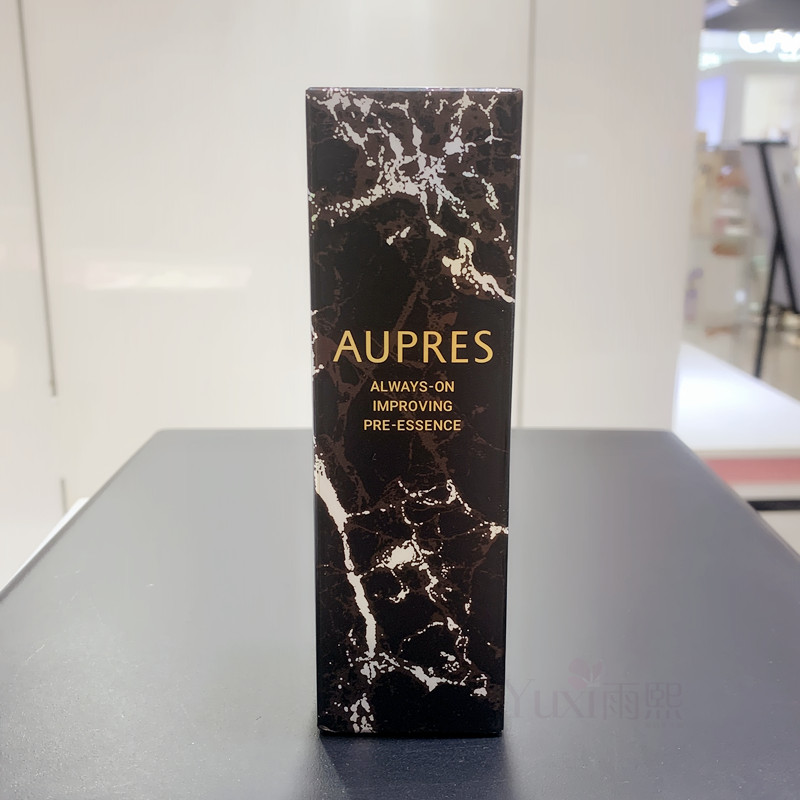 AUPRES
ALWAYS-ON
IMPROVING
PRE-ESSENCE
Yuxi雨熙